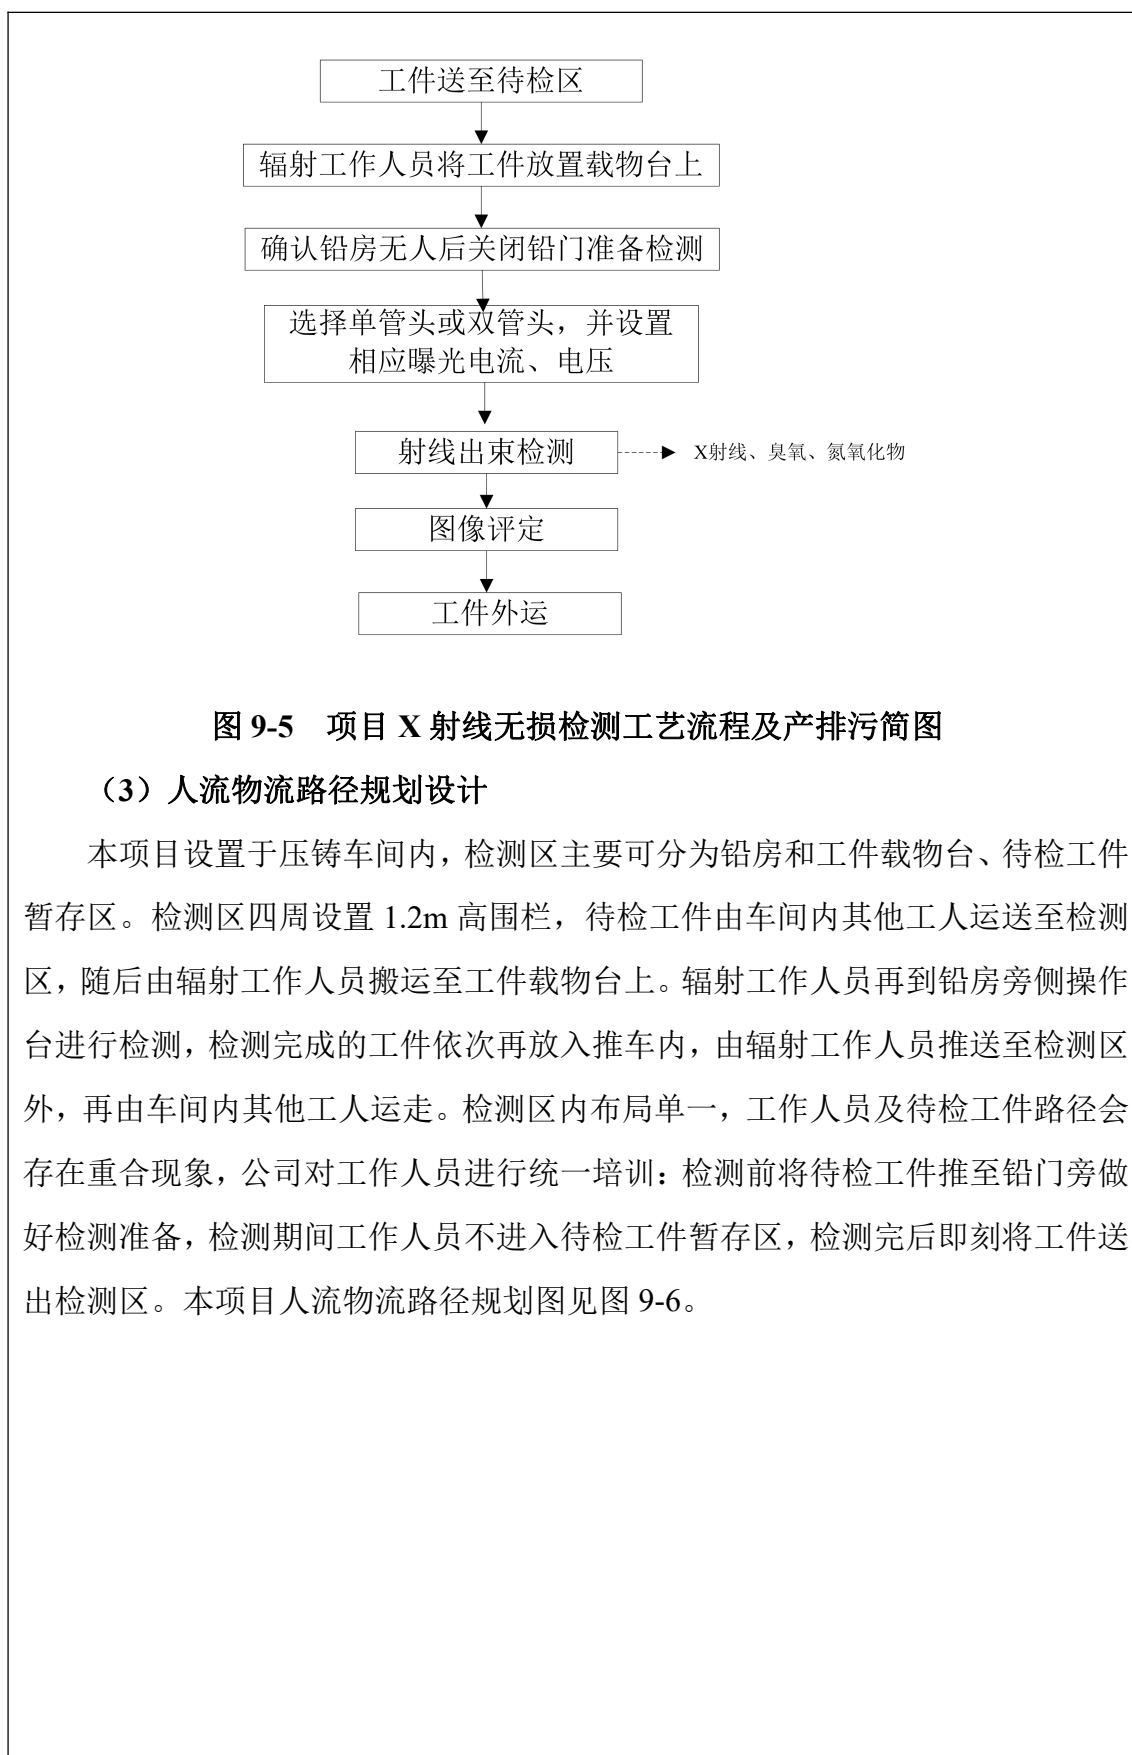 工件送至待检区
辐射工作人员将工件放置载物台上
确认铅房无人后关闭铅门准备检测
选择单管头或双管头，并设置
相应曝光电流、电压
射线出束检测
X射线、臭氧、氮氧化物
图像评定
工件外运
图 9-5 项目 X 射线无损检测工艺流程及产排污简图
（3）人流物流路径规划设计
本项目设置于压铸车间内，检测区主要可分为铅房和工件载物台、待检工件
暂存区。检测区四周设置 1.2m 高围栏，待检工件由车间内其他工人运送至检测
区，随后由辐射工作人员搬运至工件载物台上。辐射工作人员再到铅房旁侧操作
台进行检测，检测完成的工件依次再放入推车内，由辐射工作人员推送至检测区
外，再由车间内其他工人运走。检测区内布局单一，工作人员及待检工件路径会
存在重合现象，公司对工作人员进行统一培训：检测前将待检工件推至铅门旁做
好检测准备，检测期间工作人员不进入待检工件暂存区，检测完后即刻将工件送
出检测区。本项目人流物流路径规划图见图 9-6。